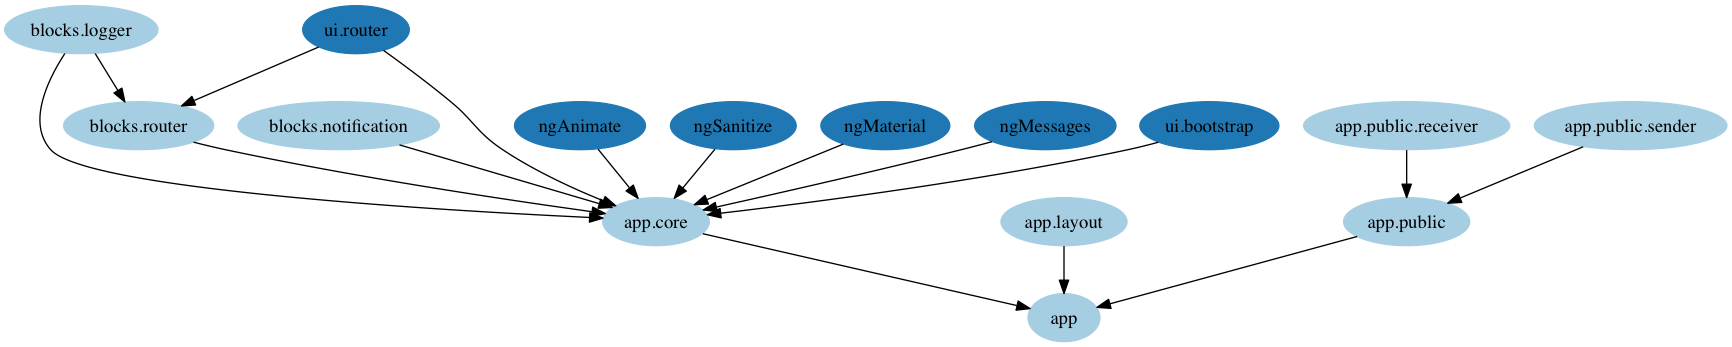 blocks.logger
ui.router
blocks.router
blocks.notification
ngAnimate
ngSanitize
ngMaterial
ngMessages
ui.bootstrap
app.public.receiver
app.public.sender
app.core
app.layout
app.public
app